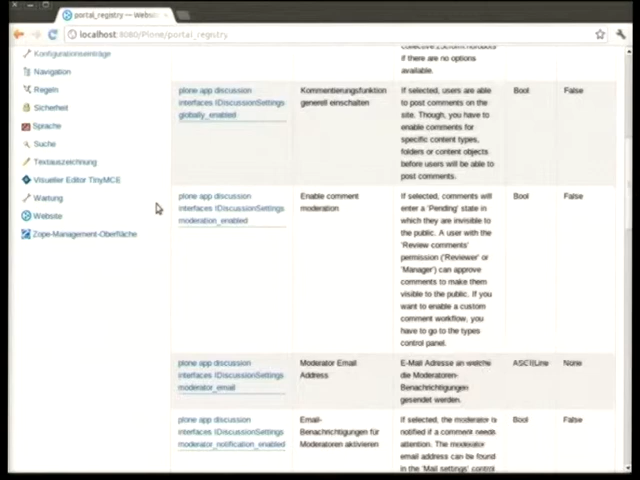 portal_registry — Websi
localhost:8080/Plone/portal_registry
Konfigurationseinträge
Navigation
Regeln
Sicherheit
Sprache
Suche
Textauszeichnung
Visueller Editor TinyMCE
Wartung
Website
Zope-Management-Oberfläche
if there are no options
available.
plone app discussion
interfaces IDiscussionSettings
globally_enabled
Kommentierungsfunktion
generell einschalten
If selected, users are able
to post comments on the
site. Though, you have to
enable comments for
specific content types,
folders or content objects
before users will be able to
post comments.
Bool
False
plone app discussion
interfaces IDiscussionSettings
moderation_enabled
Enable comment
moderation
If selected, comments will
enter a 'Pending' state in
which they are invisible to
the public. A user with the
'Review comments'
permission ('Reviewer' or
'Manager') can approve
comments to make them
visible to the public. If you
want to enable a custom
comment workflow, you
have to go to the types
control panel.
Bool
False
plone app discussion
interfaces IDiscussionSettings
moderator_email
Moderator Email
Address
E-Mail Adresse an welche
die Moderatoren-
Benachrichtigungen
gesendet werden.
ASCIILine
None
plone app discussion
interfaces IDiscussionSettings
moderator_notification_enabled
Email-
Benachrichtigungen für
Moderatoren aktivieren
If selected, the moderator is
notified if a comment needs
attention. The moderator
email address can be found
in the 'Mail settings' control
Bool
False